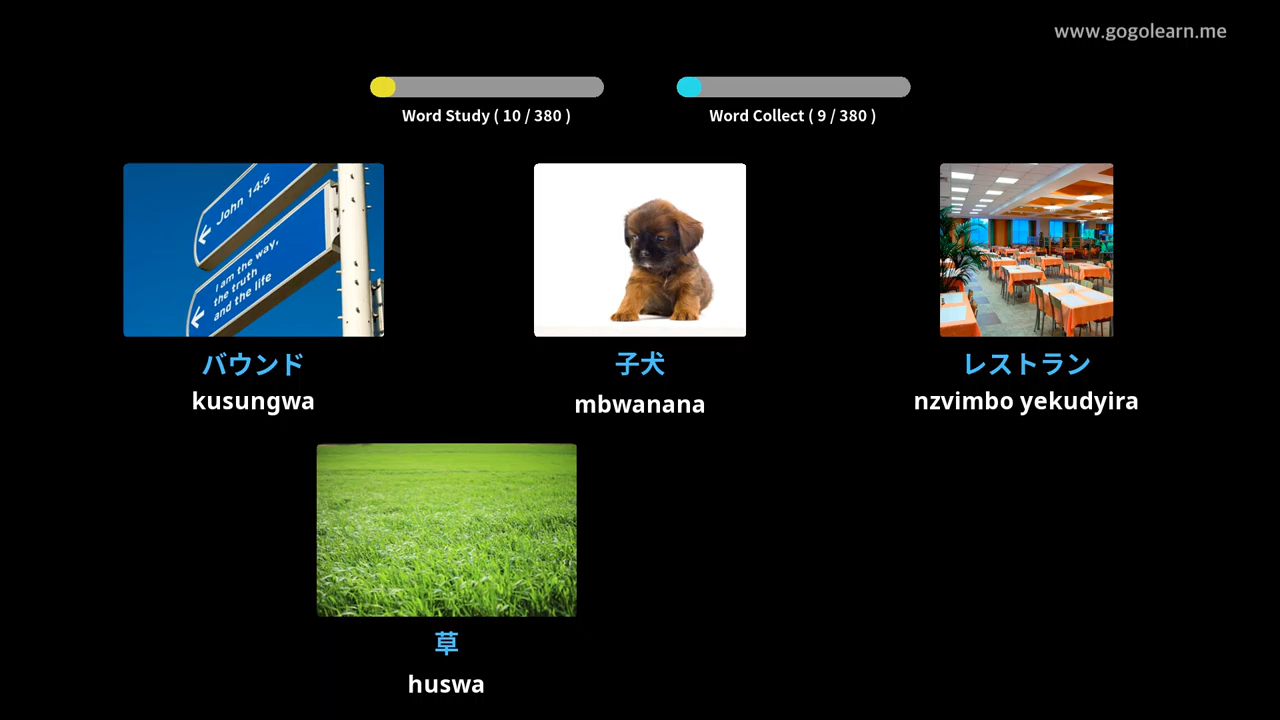 www.gogolearn.me
Word Study ( 10 / 380 )
Word Collect ( 9 / 380 )
John 14:6
I am the way,
the truth
and the life
バウンド
kusungwa
子犬
mbwanana
レストラン
nzvimbo yekudyira
草
huswa